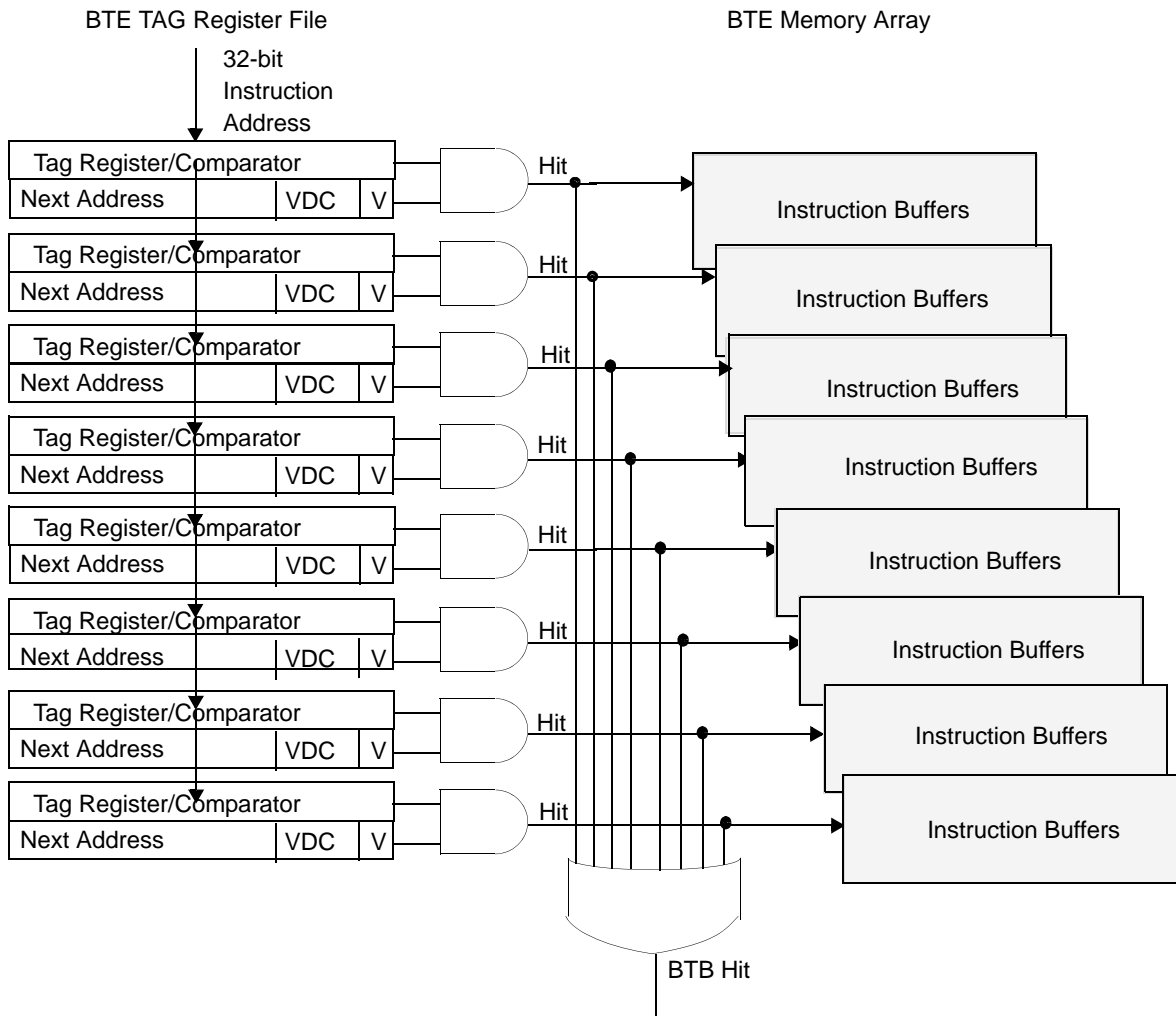 BTE TAG Register File
BTE Memory Array
32-bit
Instruction
Address
Tag Register/Comparator
Hit
Next Address VDC V
Instruction Buffers
Tag Register/Comparator
Hit
Next Address VDC V
Instruction Buffers
Tag Register/Comparator
Hit
Next Address VDC V
Instruction Buffers
Tag Register/Comparator
Hit
Next Address VDC V
Instruction Buffers
Tag Register/Comparator
Hit
Next Address VDC V
Instruction Buffers
Tag Register/Comparator
Hit
Next Address VDC V
Instruction Buffers
Tag Register/Comparator
Hit
Next Address VDC V
Instruction Buffers
Tag Register/Comparator
Hit
Next Address VDC V
Instruction Buffers
BTB Hit